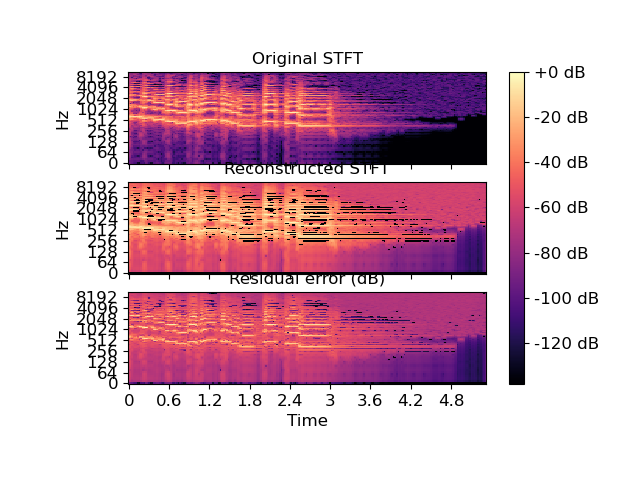 Original STFT
8192
4096
2048
1024
512
256
128
64
0
Hz
Reconstructed STFT
8192
4096
2048
1024
512
256
128
64
0
Hz
Residual error (dB)
8192
4096
2048
1024
512
256
128
64
0
Hz
0 0.6 1.2 1.8 2.4 3 3.6 4.2 4.8
Time
+0 dB
-20 dB
-40 dB
-60 dB
-80 dB
-100 dB
-120 dB